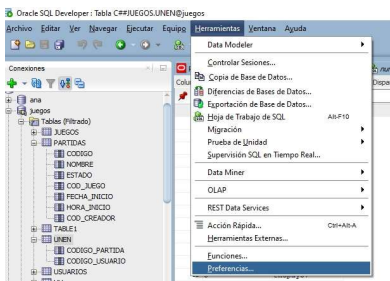 Oracle SQL Developer : Tabla C##JUEGOS.UNEN@juegos
Archivo Editar Ver Navegar Ejecutar Equipo Herramientas Ventana Ayuda
Data Modeler
Controlar Sesiones...
Copia de Base de Datos...
Diferencias de Bases de Datos...
Exportación de Base de Datos...
Hoja de Trabajo de SQL Alt-F10
Migración
Prueba de Unidad
Supervisión SQL en Tiempo Real...
Data Miner
OLAP
REST Data Services
Acción Rápida... Ctrl+Alt-A
Herramientas Externas...
Funciones...
Preferencias...
Conexiones
ana
juegos
Tablas (Filtrado)
JUEGOS
PARTIDAS
CODIGO
NOMBRE
ESTADO
COD_JUEGO
FECHA_INICIO
HORA_INICIO
COD_CREADOR
TABLE1
UNEN
CODIGO_PARTIDA
CODIGO_USUARIO
USUARIOS